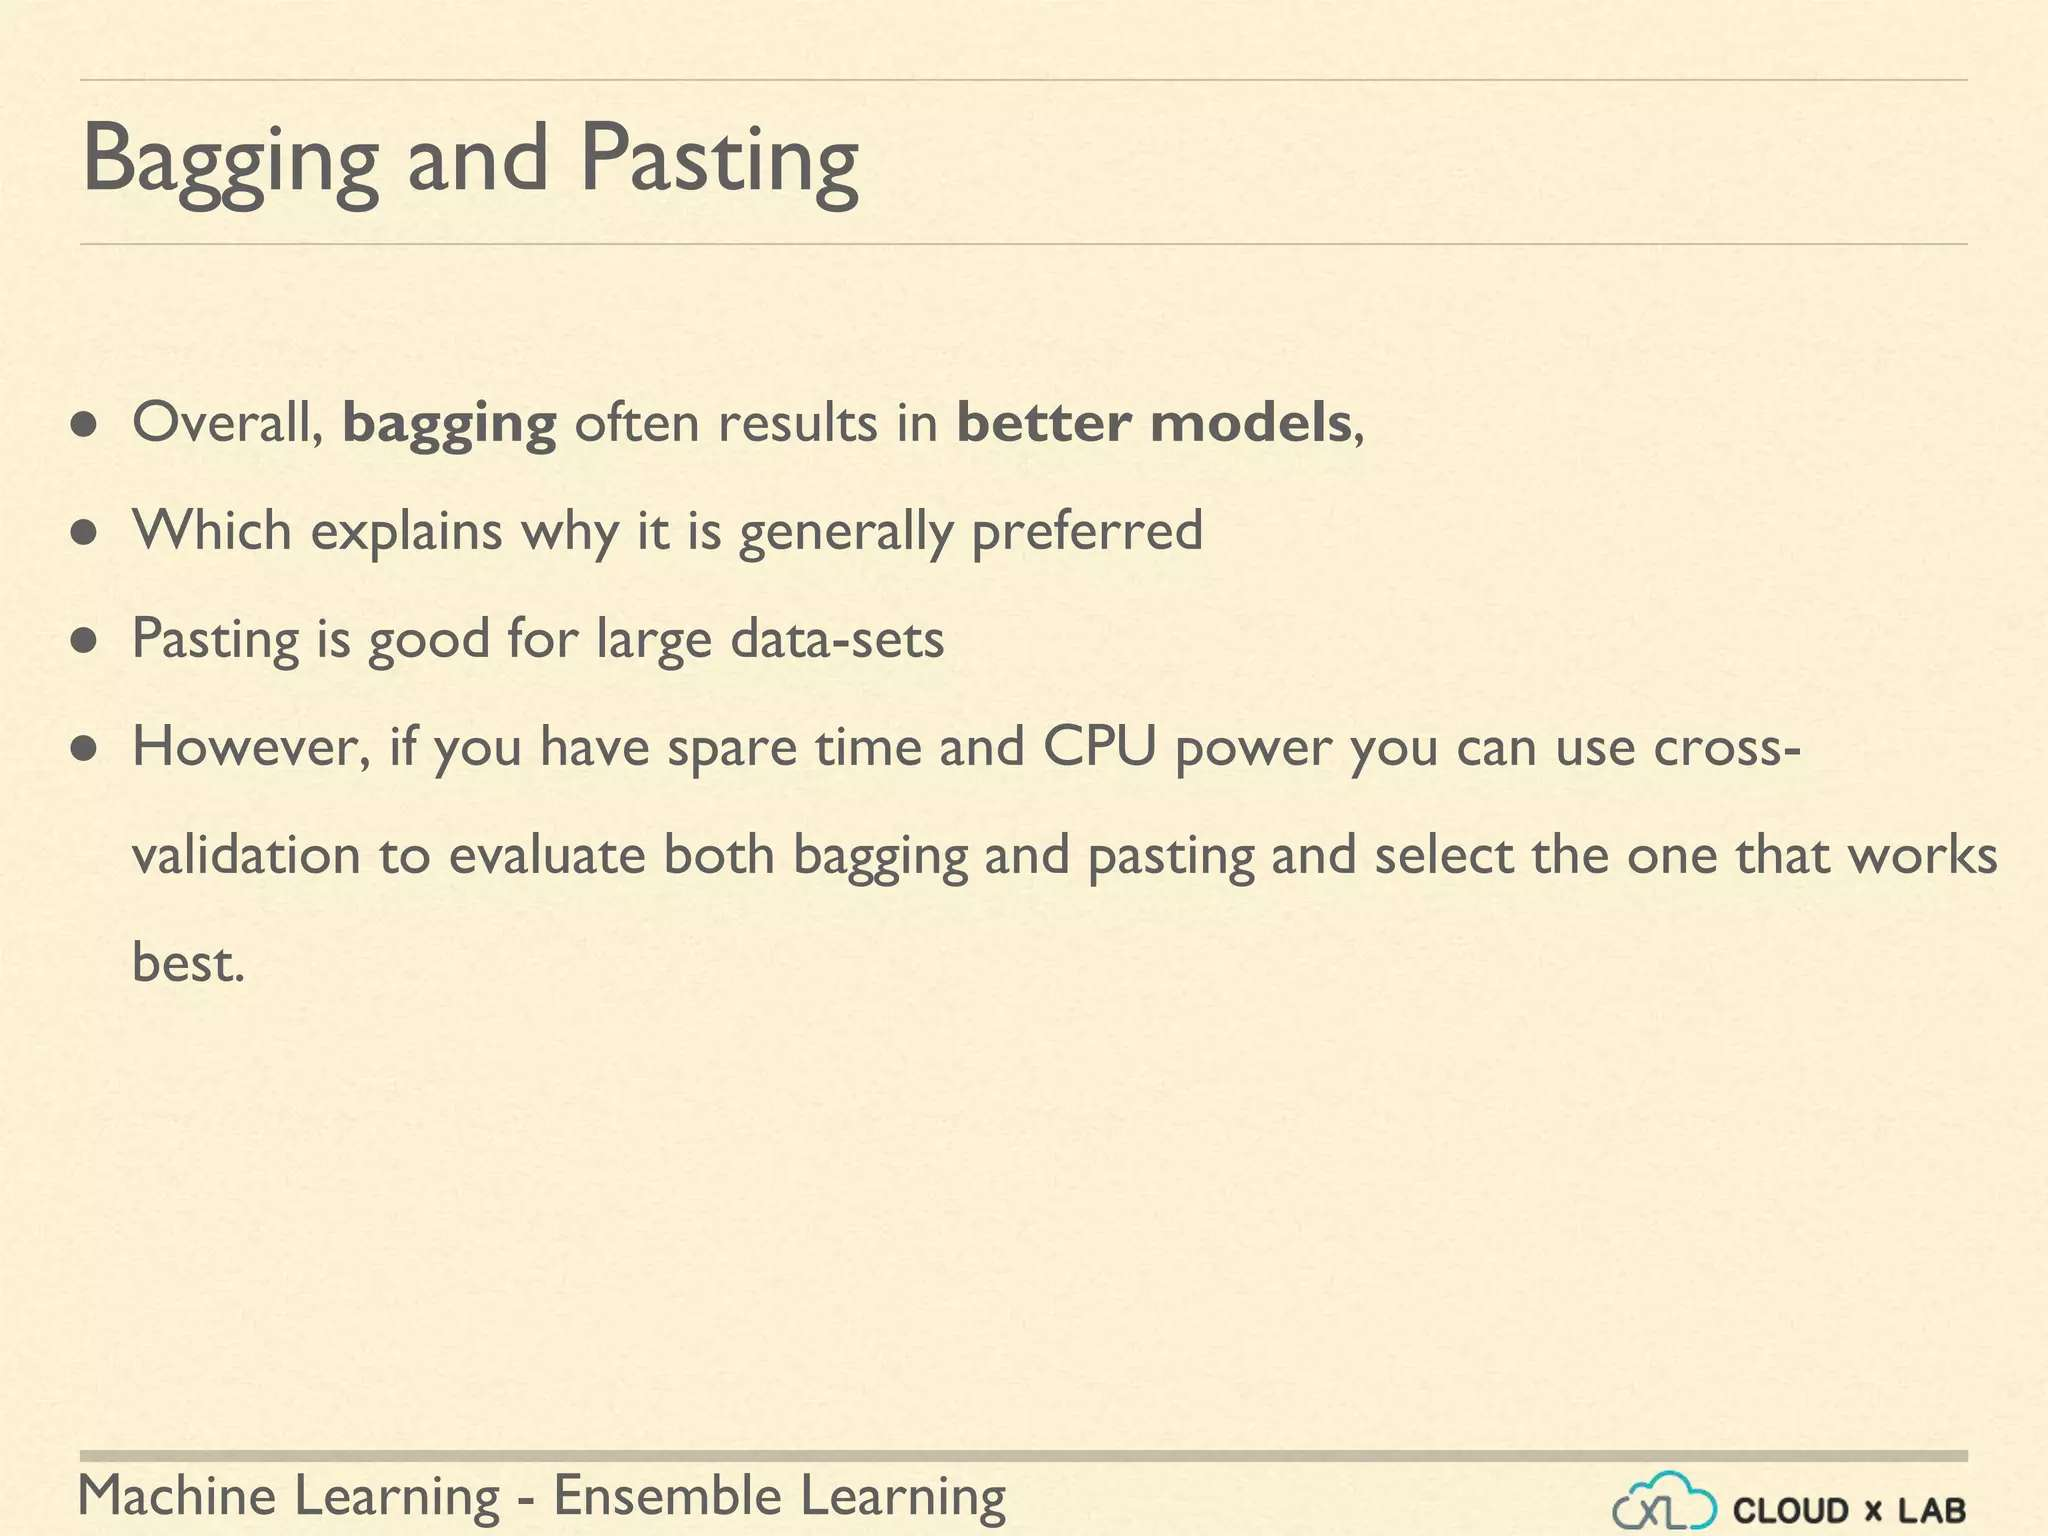 Bagging and Pasting
● Overall, bagging often results in better models,
● Which explains why it is generally preferred
● Pasting is good for large data-sets
● However, if you have spare time and CPU power you can use cross-
validation to evaluate both bagging and pasting and select the one that works
best.
Machine Learning - Ensemble Learning
XL CLOUD x LAB